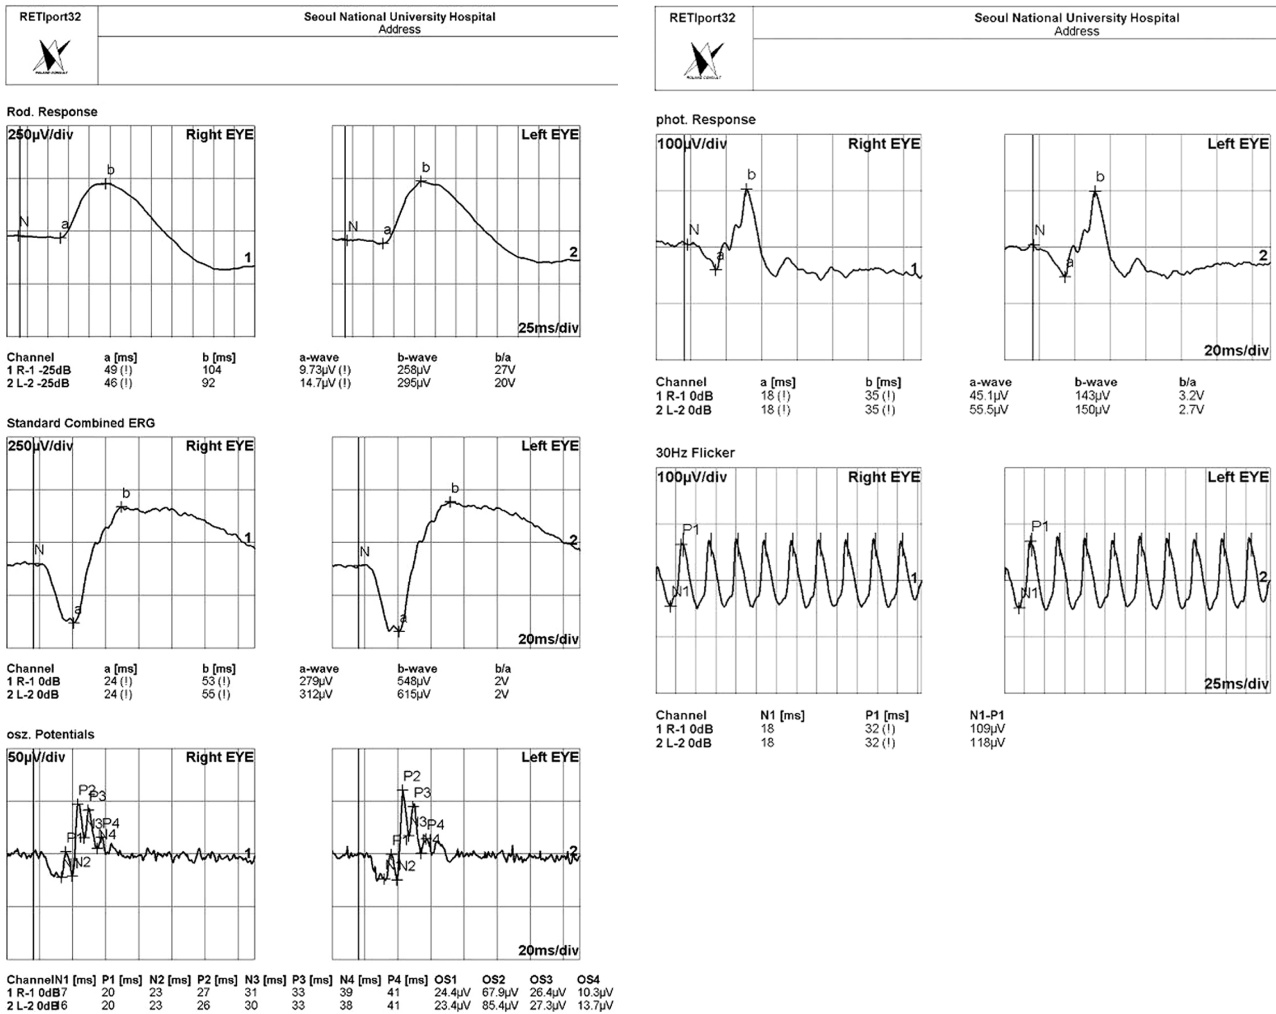 RETIport32
Seoul National University Hospital
Address
ROLAND CONSULT
Rod. Response
250µV/div Right EYE
N a b 1
Left EYE
N a b 2
25ms/div
Channel a [ms] b [ms] a-wave b-wave b/a
1 R-1 -25dB 49 (!) 104 9.73µV (!) 258µV 27V
2 L-2 -25dB 46 (!) 92 14.7µV (!) 295µV 20V
Standard Combined ERG
250µV/div Right EYE
N a b 1
Left EYE
N a b 2
20ms/div
Channel a [ms] b [ms] a-wave b-wave b/a
1 R-1 0dB 24 (!) 53 (!) 279µV 548µV 2V
2 L-2 0dB 24 (!) 55 (!) 312µV 615µV 2V
osz. Potentials
50µV/div Right EYE
P1 N2 P2 N3 P3 N4 P4 1
Left EYE
P2 P3 N3 P4 N2 2
20ms/div
Channel N1 [ms] P1 [ms] N2 [ms] P2 [ms] N3 [ms] P3 [ms] N4 [ms] P4 [ms] OS1 OS2 OS3 OS4
1 R-1 0dB 20 23 27 31 33 39 41 24.4µV 67.9µV 26.4µV 10.3µV
2 L-2 0dB 20 23 26 30 33 38 41 23.4µV 85.4µV 27.3µV 13.7µV
RETIport32
Seoul National University Hospital
Address
ROLAND CONSULT
phot. Response
100µV/div Right EYE
N a b 1
Left EYE
N a b 2
20ms/div
Channel a [ms] b [ms] a-wave b-wave b/a
1 R-1 0dB 18 (!) 35 (!) 45.1µV 143µV 3.2V
2 L-2 0dB 18 (!) 35 (!) 55.5µV 150µV 2.7V
30Hz Flicker
100µV/div Right EYE
P1 N1 1
Left EYE
P1 N1 2
25ms/div
Channel N1 [ms] P1 [ms] N1-P1
1 R-1 0dB 18 32 (!) 109µV
2 L-2 0dB 18 32 (!) 118µV